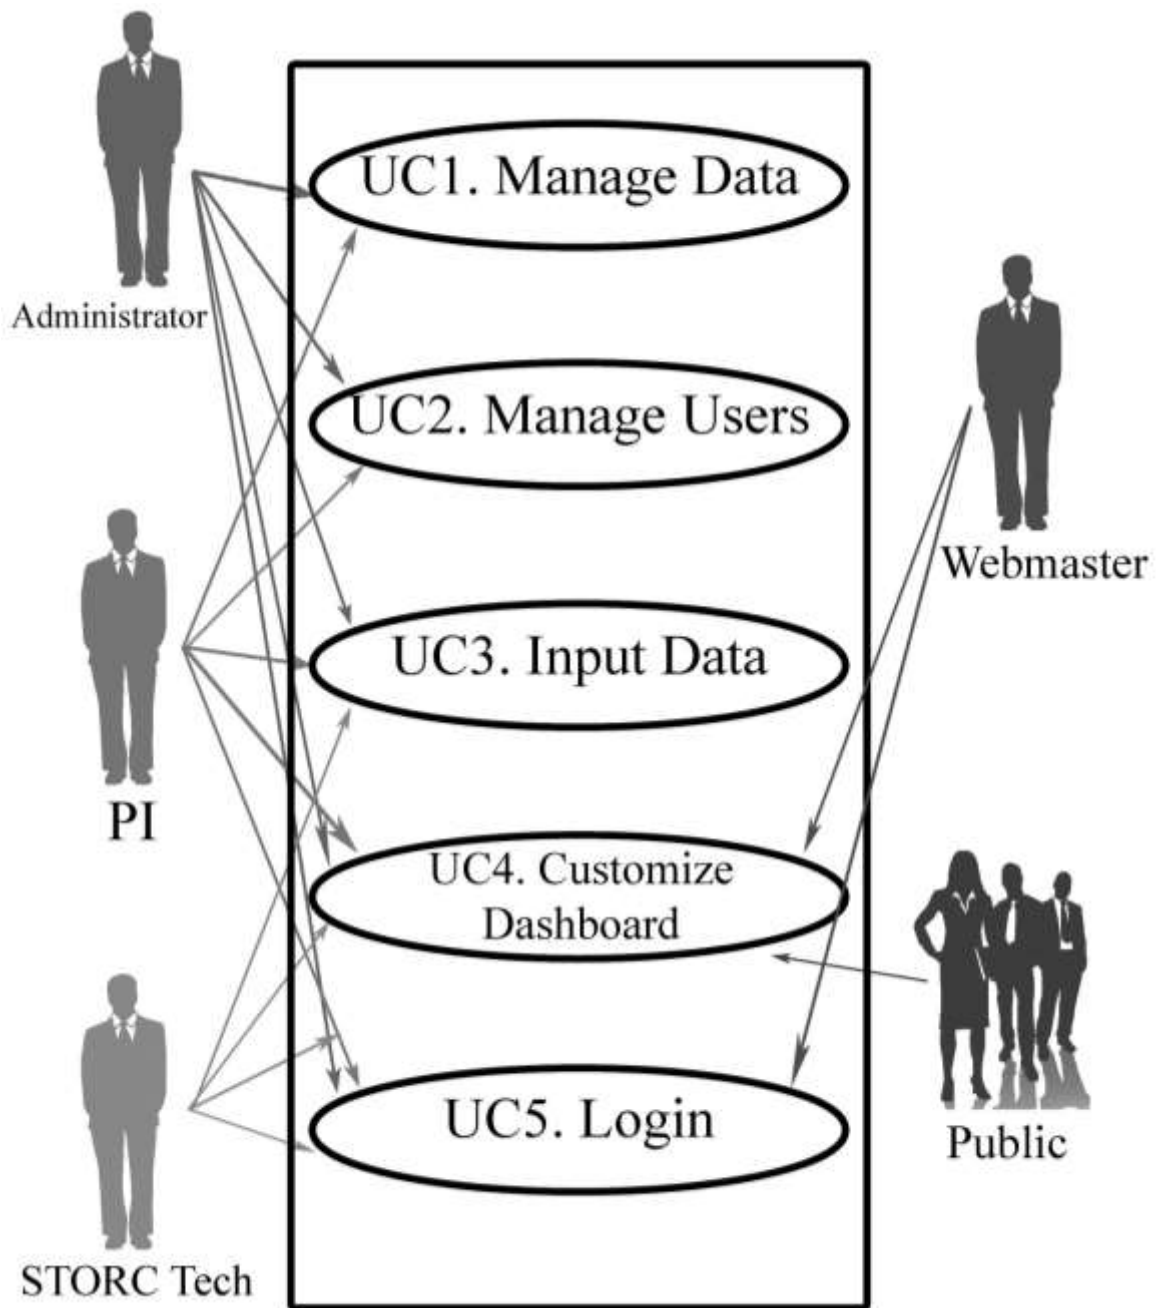 UC1. Manage Data
Administrator
UC2. Manage Users
Webmaster
UC3. Input Data
PI
UC4. Customize
Dashboard
UC5. Login
Public
STORC Tech